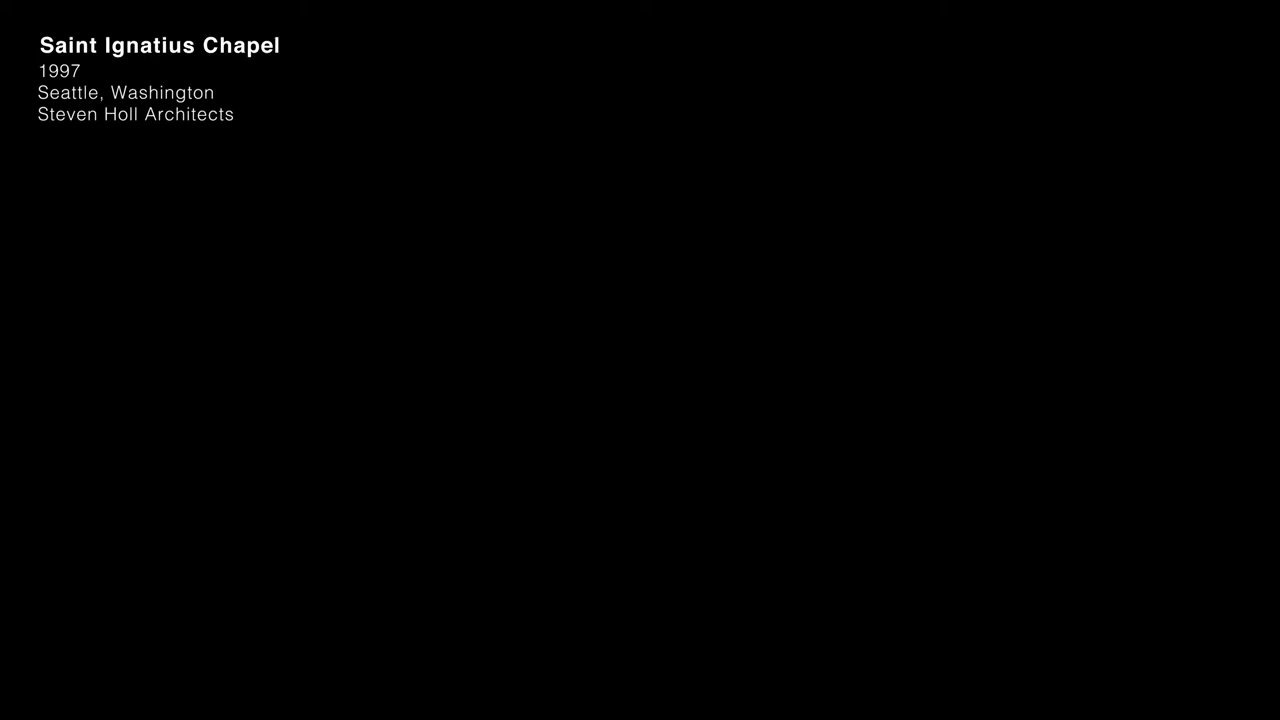 Saint Ignatius Chapel
1997
Seattle, Washington
Steven Holl Architects